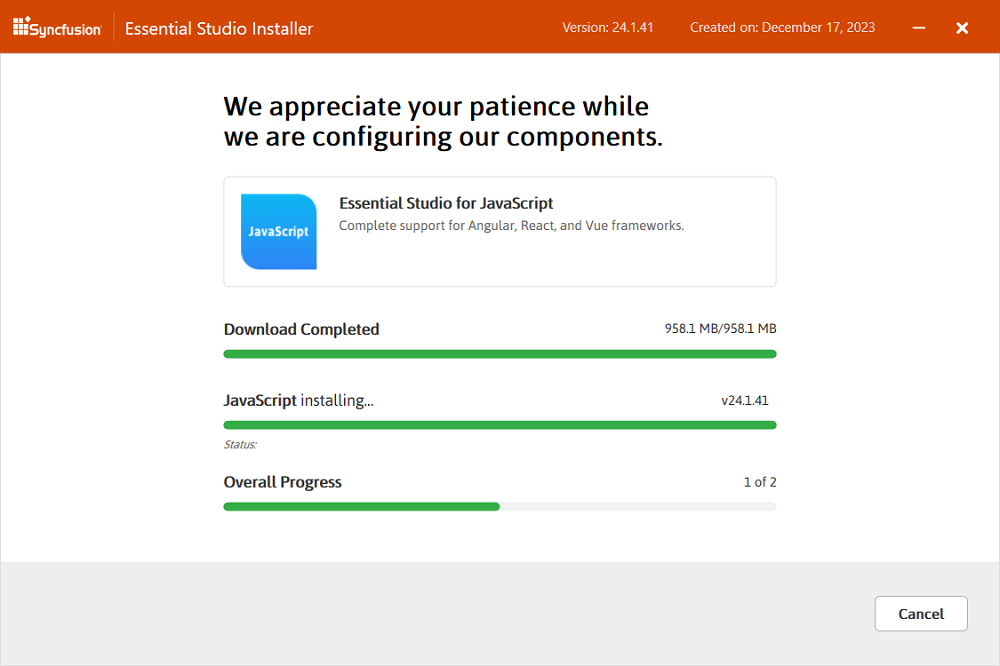 Syncfusion Essential Studio Installer Version: 24.1.41 Created on: December 17, 2023
We appreciate your patience while
we are configuring our components.
JavaScript
Essential Studio for JavaScript
Complete support for Angular, React, and Vue frameworks.
Download Completed 958.1 MB/958.1 MB
JavaScript installing... v24.1.41
Status:
Overall Progress 1 of 2
Cancel